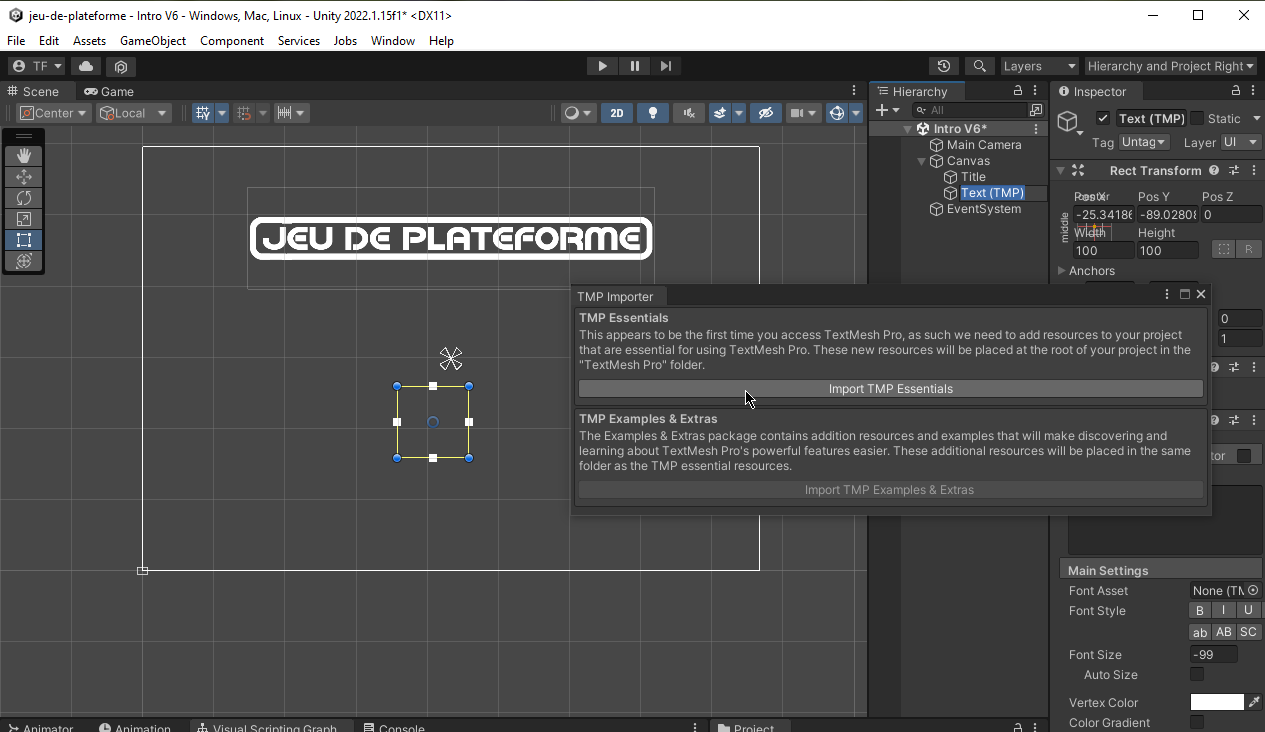 jeu-de-plateforme - Intro V6 - Windows, Mac, Linux - Unity 2022.1.15f1* <DX11>
File Edit Assets GameObject Component Services Jobs Window Help
TF Layers Hierarchy and Project Right
Scene Game
Center Local 2D
JEU DE PLATEFORME
Hierarchy
All
Intro V6*
Main Camera
Canvas
Title
Text (TMP)
EventSystem
TMP Importer
TMP Essentials
This appears to be the first time you access TextMesh Pro, as such we need to add resources to your project
that are essential for using TextMesh Pro. These new resources will be placed at the root of your project in the
"TextMesh Pro" folder.
Import TMP Essentials
TMP Examples & Extras
The Examples & Extras package contains addition resources and examples that will make discovering and
learning about TextMesh Pro's powerful features easier. These additional resources will be placed in the same
folder as the TMP essential resources.
Import TMP Examples & Extras
Inspector
Text (TMP) Static
Tag Untag Layer UI
Rect Transform
center
Pos X Pos Y Pos Z
middle
-25.34186 -89.02808 0
Width Height
100 100 R
Anchors
0
1
tor
Main Settings
Font Asset None (TM
Font Style B I U
ab AB SC
Font Size -99
Auto Size
Vertex Color
Color Gradient
Animator Animation Visual Scripting Graph Console Project